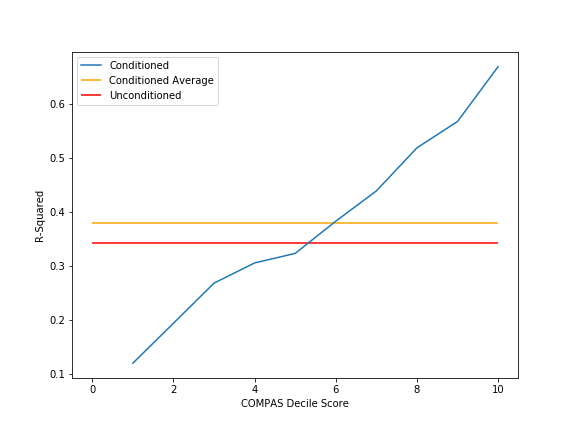 Conditioned
Conditioned Average
Unconditioned
R-Squared
0.6
0.5
0.4
0.3
0.2
0.1
0 2 4 6 8 10
COMPAS Decile Score